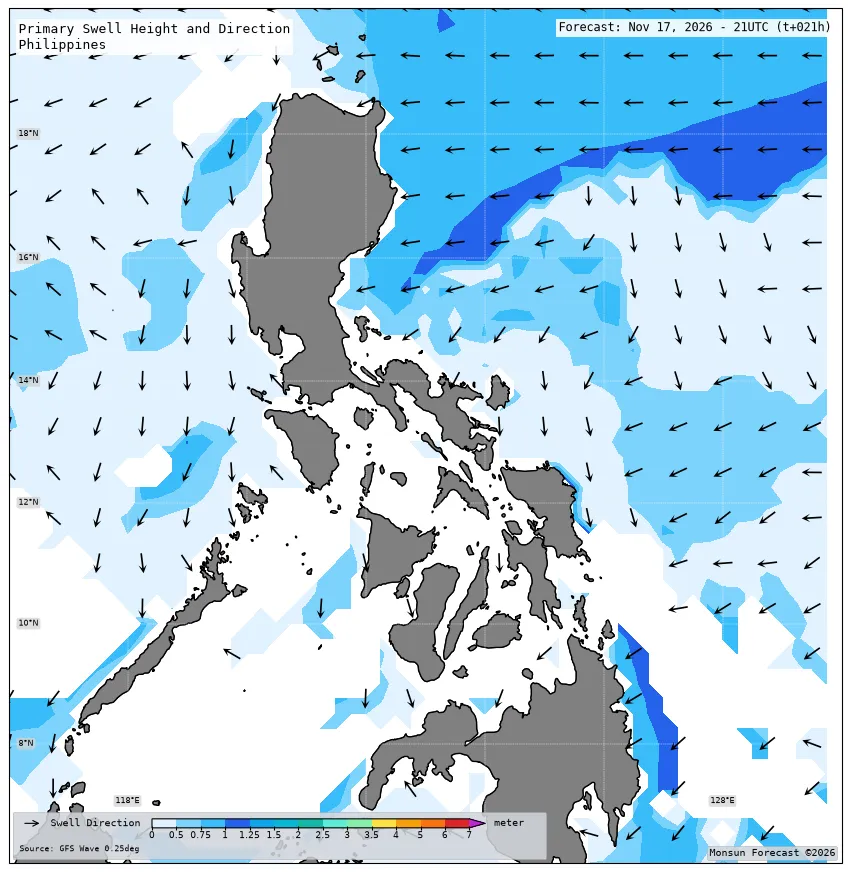 Primary Swell Height and Direction
Philippines
Forecast: Nov 17, 2026 - 21UTC (t+021h)
18°N
16°N
14°N
12°N
10°N
8°N
118°E
128°E
Swell Direction
0 0.5 0.75 1 1.25 1.5 2 2.5 3 3.5 4 5 6 7
meter
Source: GFS Wave 0.25deg
Monsun Forecast ©2026